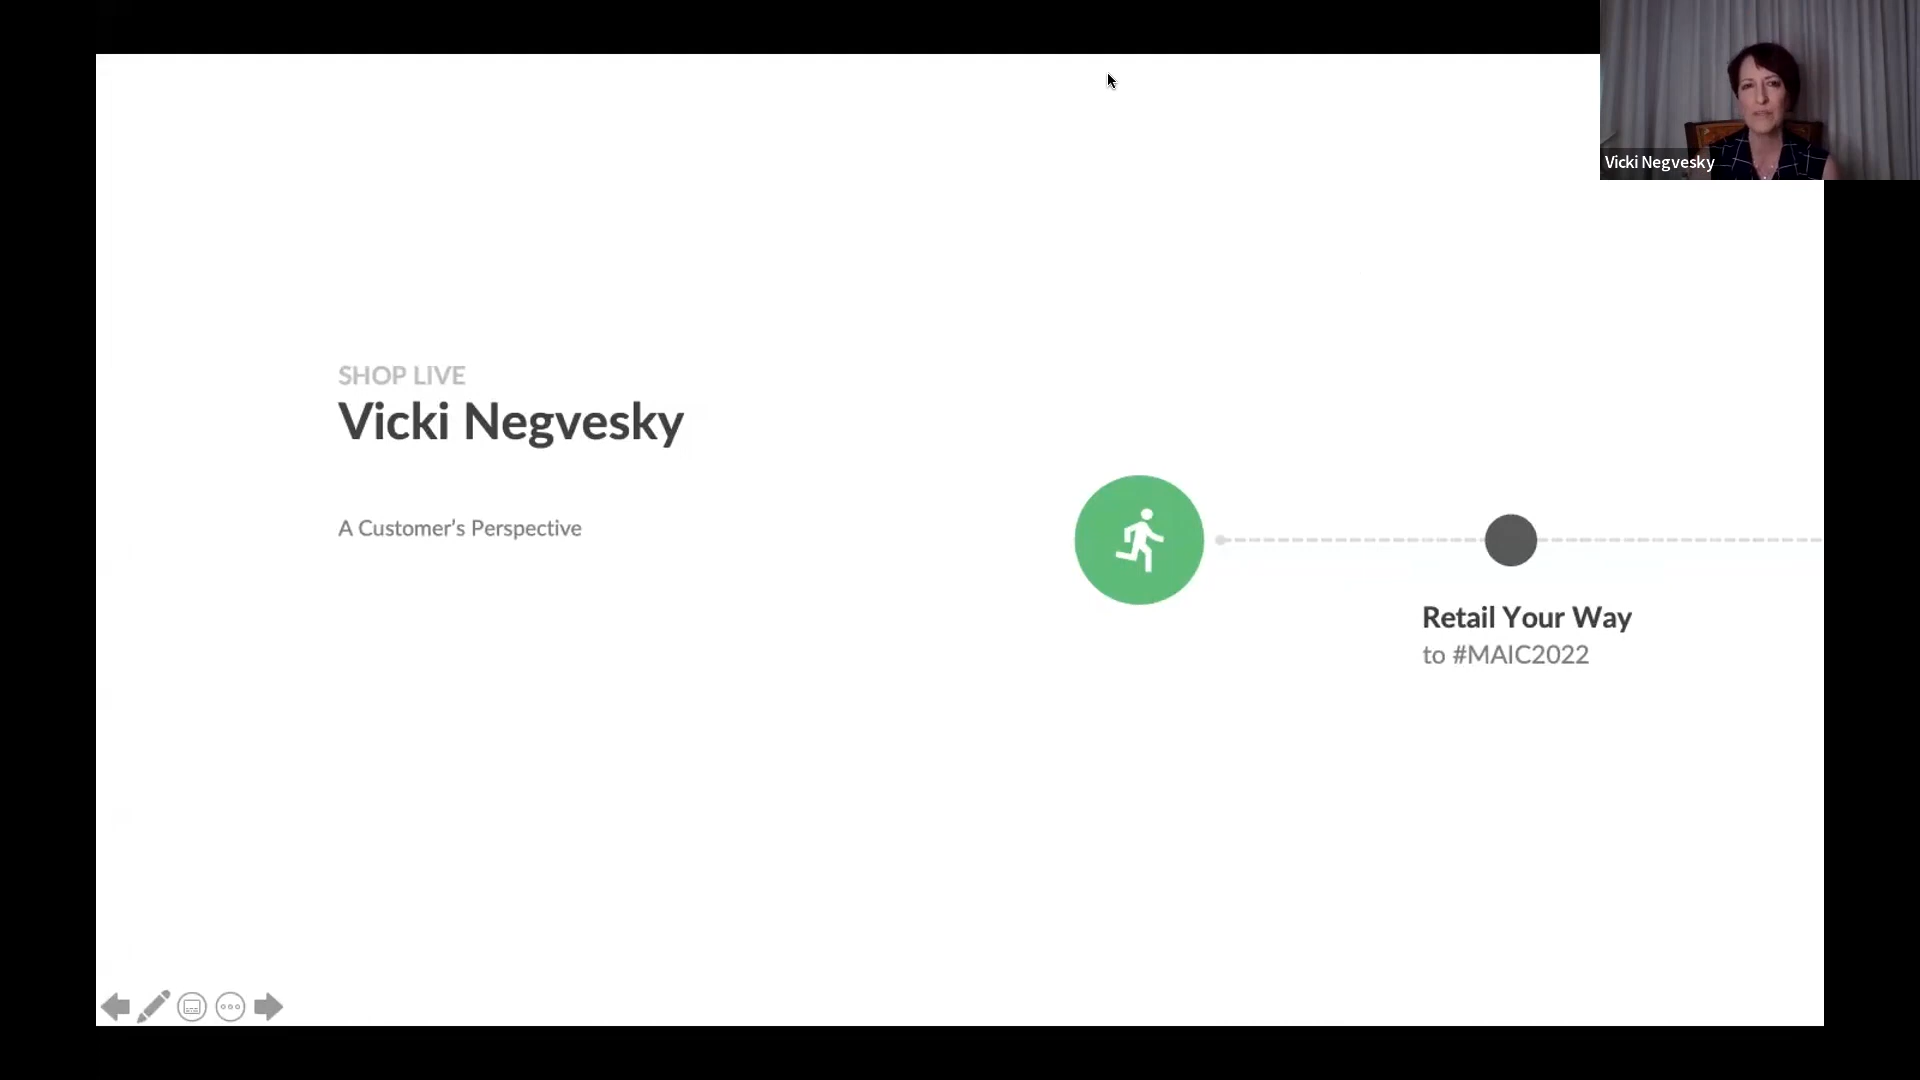 Vicki Negvesky
SHOP LIVE
Vicki Negvesky
A Customer’s Perspective
Retail Your Way
to #MAIC2022